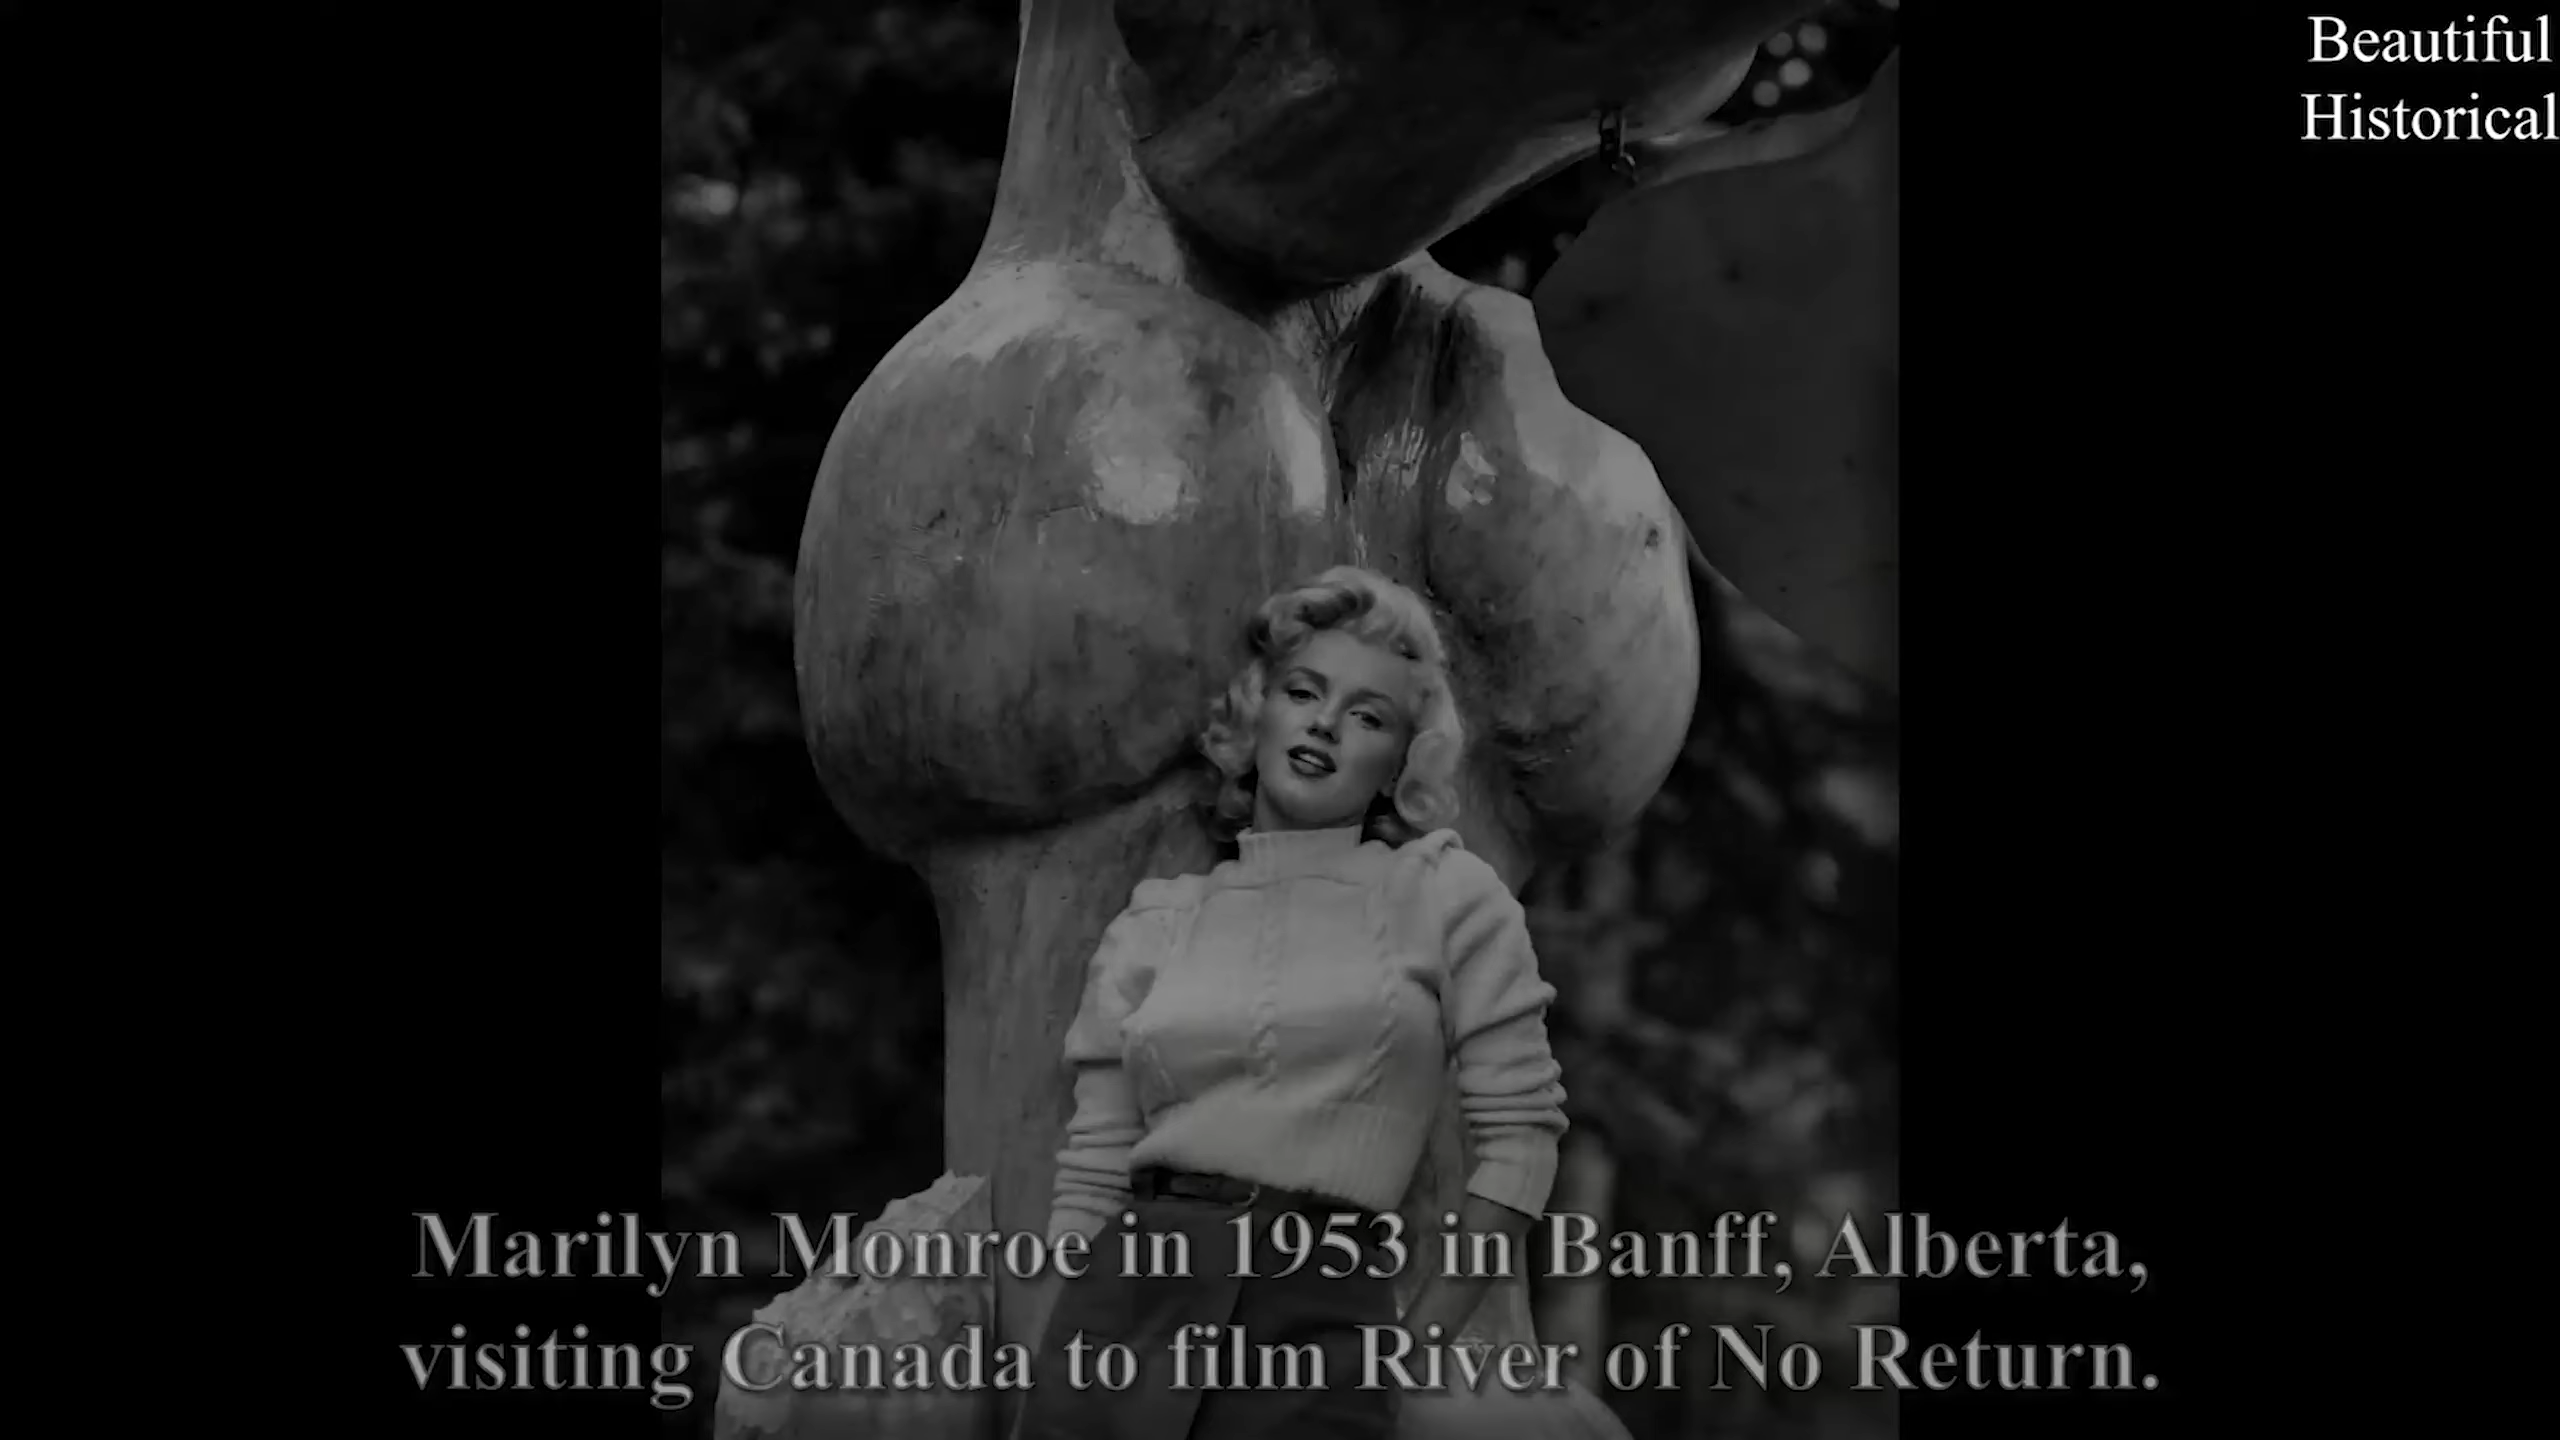 Beautiful
Historical
Marilyn Monroe in 1953 in Banff, Alberta,
visiting Canada to film River of No Return.